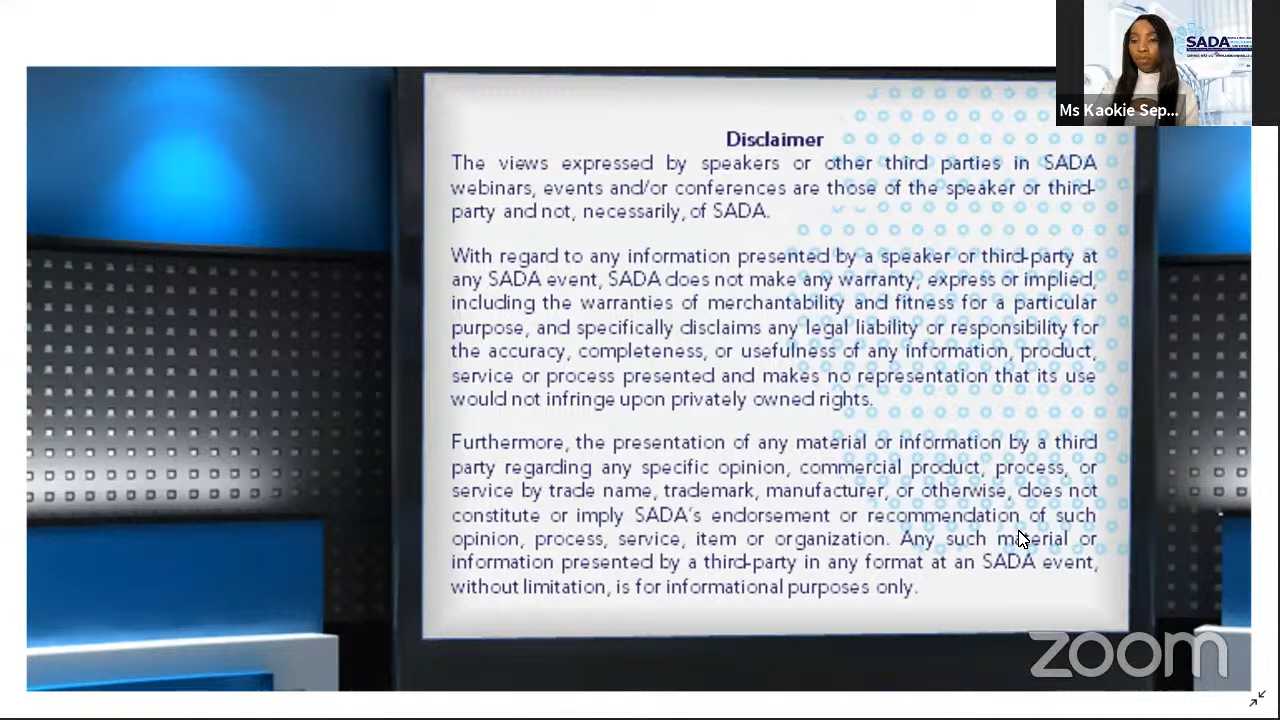 SADA
Ms Kaokie Sep...
Disclaimer
The views expressed by speakers or other third parties in SADA
webinars, events and/or conferences are those of the speaker or third-
party and not, necessarily, of SADA.
With regard to any information presented by a speaker or third-party at
any SADA event, SADA does not make any warranty, express or implied,
including the warranties of merchantability and fitness for a particular
purpose, and specifically disclaims any legal liability or responsibility for
the accuracy, completeness, or usefulness of any information, product,
service or process presented and makes no representation that its use
would not infringe upon privately owned rights.
Furthermore, the presentation of any material or information by a third
party regarding any specific opinion, commercial product, process, or
service by trade name, trademark, manufacturer, or otherwise, does not
constitute or imply SADA's endorsement or recommendation of such
opinion, process, service, item or organization. Any such material or
information presented by a third-party in any format at an SADA event,
without limitation, is for informational purposes only.
zoom